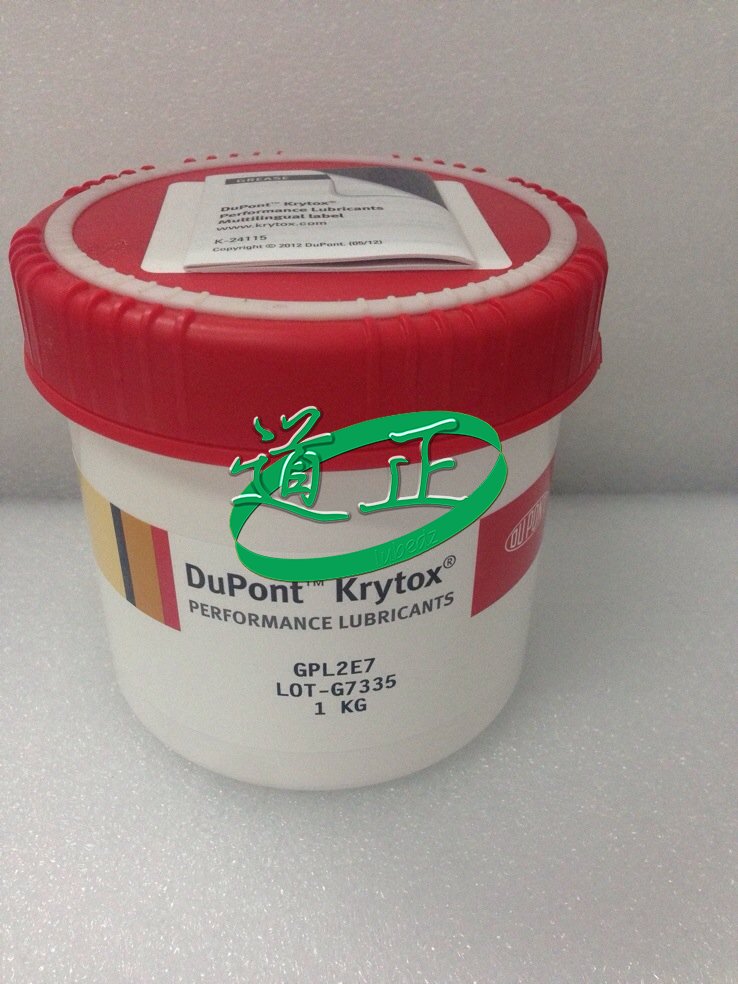 GREASE
DuPont™ Krytox®
Performance Lubricants
Multilingual label
www.krytox.com
K-24115
Copyright © 2012 DuPont. (05/12)
道正
DUPONT
DuPont™ Krytox®
PERFORMANCE LUBRICANTS
GPL2E7
LOT-G7335
1 KG